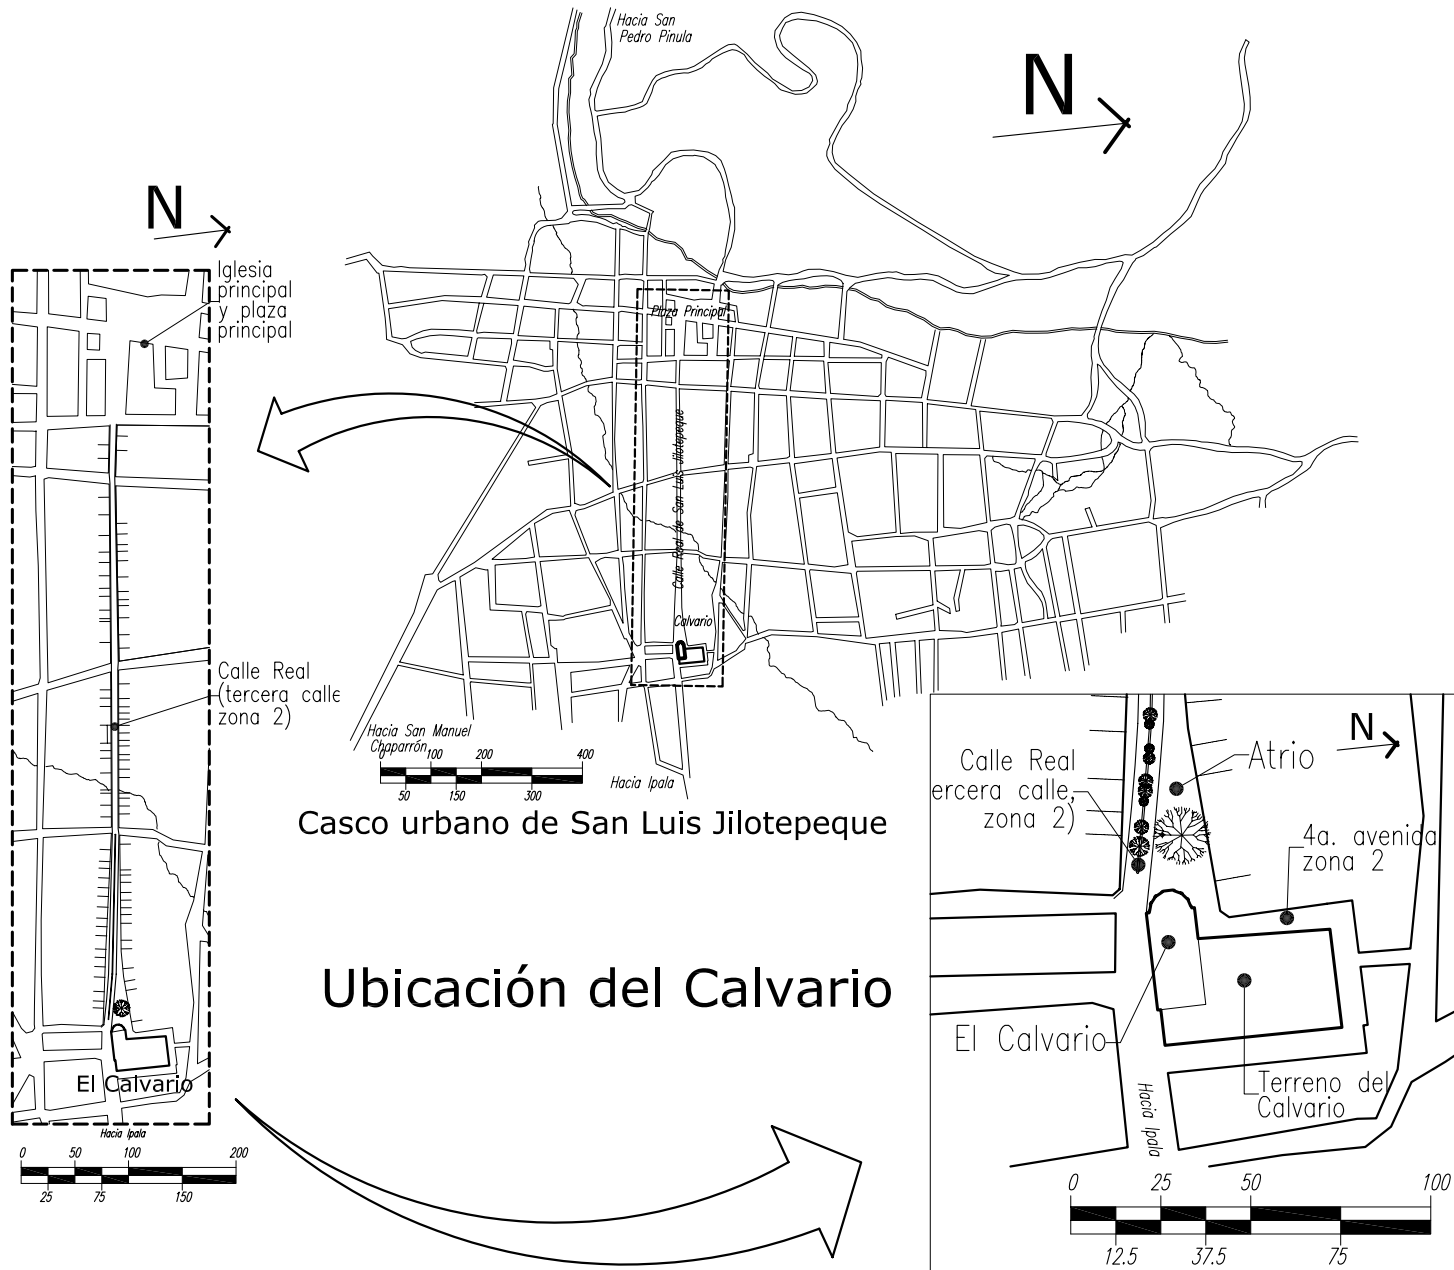 Hacia San
Pedro Pinula
N
N
Iglesia
principal
y plaza
principal
Plaza Principal
Calle Real de San Luis Jilotepeque
Calvario
Calle Real
(tercera calle
zona 2)
Hacia San Manuel
Chaparrón
0 100 200 400
50 150 300
Hacia Ipala
Casco urbano de San Luis Jilotepeque
Ubicación del Calvario
El Calvario
Hacia Ipala
0 50 100 200
25 75 150
N
Calle Real
ercera calle,
zona 2)
Atrio
4a. avenida
zona 2
El Calvario
Terreno del
Calvario
Hacia Ipala
0 25 50 100
12.5 37.5 75